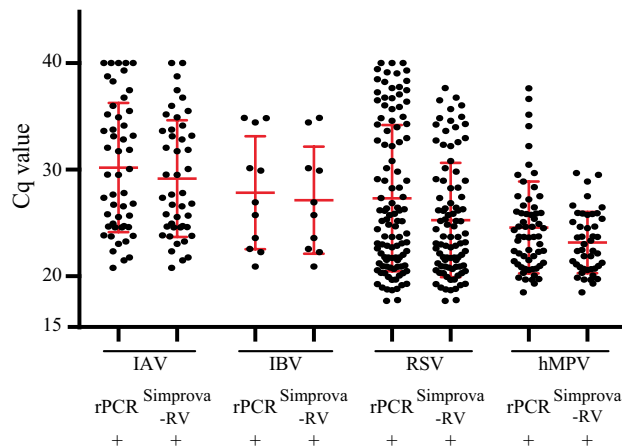 Cq value
40
30
20
15
IAV IBV RSV hMPV
rPCR Simprova -RV rPCR Simprova -RV rPCR Simprova -RV rPCR Simprova -RV
+ + + + + + + +